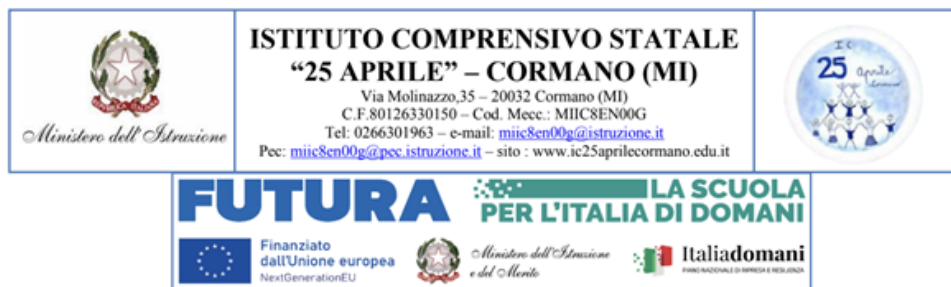 Ministero dell' Istruzione
ISTITUTO COMPRENSIVO STATALE
“25 APRILE” – CORMANO (MI)
Via Molinazzo,35 – 20032 Cormano (MI)
C.F.80126330150 – Cod. Mecc.: MIIC8EN00G
Tel: 0266301963 – e-mail: miic8en00g@istruzione.it
Pec: miic8en00g@pec.istruzione.it – sito : www.ic25aprilecormano.edu.it
I C
25 Aprile
Cormano
FUTURA
LA SCUOLA
PER L'ITALIA DI DOMANI
Finanziato
dall'Unione europea
NextGenerationEU
Ministero dell'Istruzione
e del Merito
Italiadomani
PIANO NAZIONALE DI RIPRESA E RESILIENZA